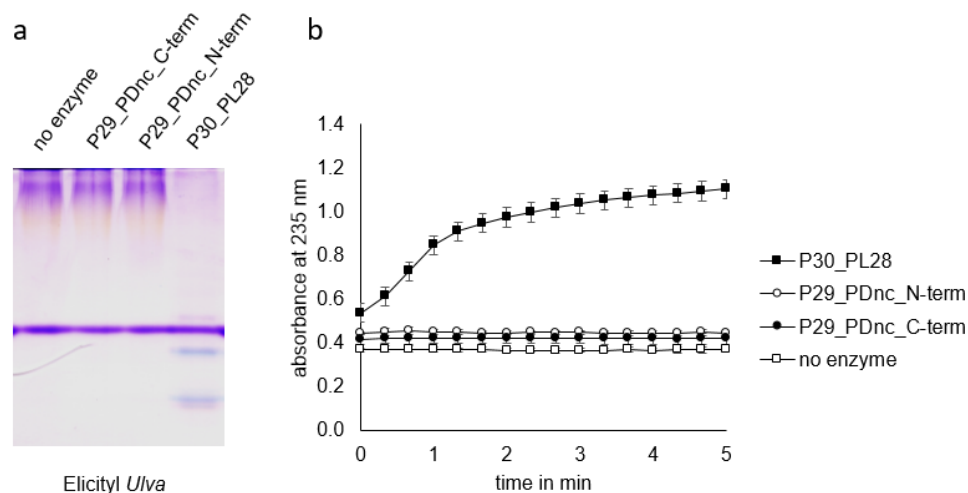 a
no enzyme
P29_PDnc_C-term
P29_PDnc_N-term
P30_PL28
Elicityl Ulva
b
absorbance at 235 nm
1.4
1.2
1.0
0.8
0.6
0.4
0.2
0.0
0 1 2 3 4 5
time in min
P30_PL28
P29_PDnc_N-term
P29_PDnc_C-term
no enzyme